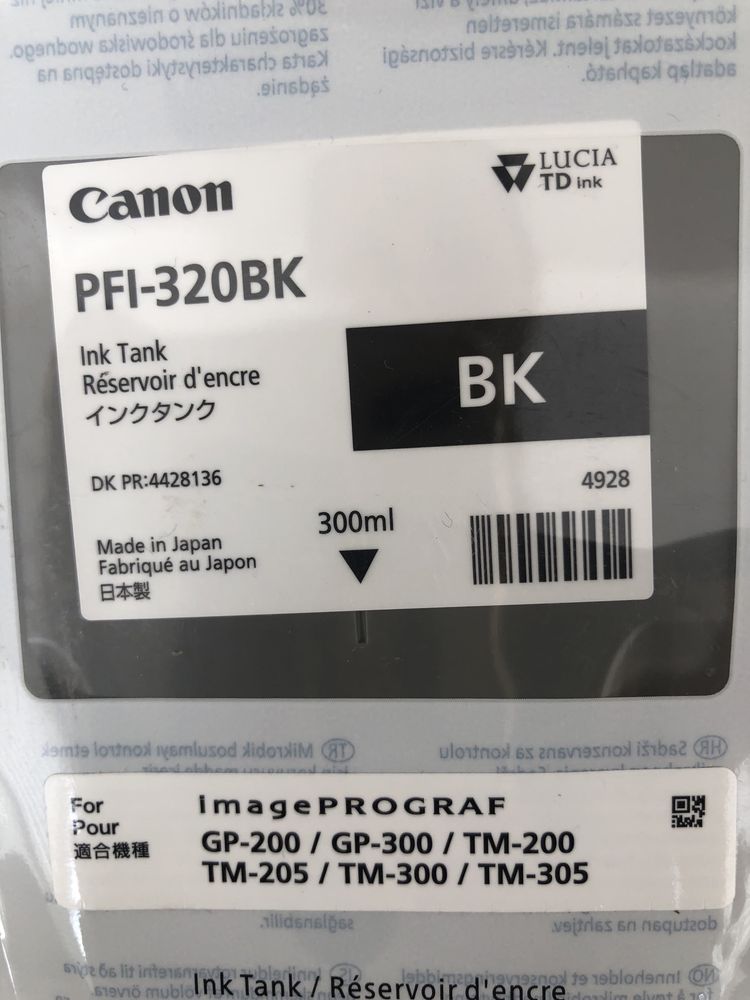 30% składników o nieznanym
zagrożeniu dla środowiska wodnego.
Karta charakterystyki dostępna na
żądanie.
környezet számára ismeretlen
kockázatokat jelent. Kérésre biztonsági
adatlap kapható.
Canon
LUCIA
TD ink
PFI-320BK
Ink Tank
Réservoir d'encre
インクタンク
BK
DK PR:4428136
4928
300ml
Made in Japan
Fabriqué au Japon
日本製
TR Mikrobik bozulmayı kontrol etmek
HR Sadrži konzervans za kontrolu
For
Pour
適合機種
imagePROGRAF
GP-200 / GP-300 / TM-200
TM-205 / TM-300 / TM-305
sağlanabilir.
dostupan na zahtjev.
Ink Tank / Réservoir d'encre